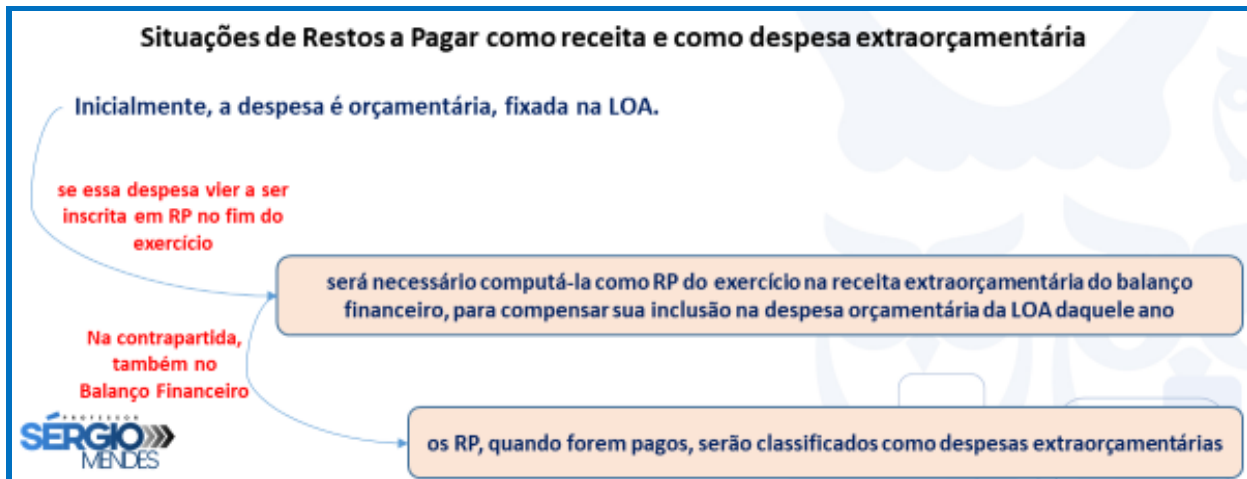 Situações de Restos a Pagar como receita e como despesa extraorçamentária
Inicialmente, a despesa é orçamentária, fixada na LOA.
se essa despesa vier a ser
inscrita em RP no fim do
exercício
será necessário computá-la como RP do exercício na receita extraorçamentária do balanço
financeiro, para compensar sua inclusão na despesa orçamentária da LOA daquele ano
Na contrapartida,
também no
Balanço Financeiro
os RP, quando forem pagos, serão classificados como despesas extraorçamentárias
PROFESSOR
SÉRGIO
MENDES